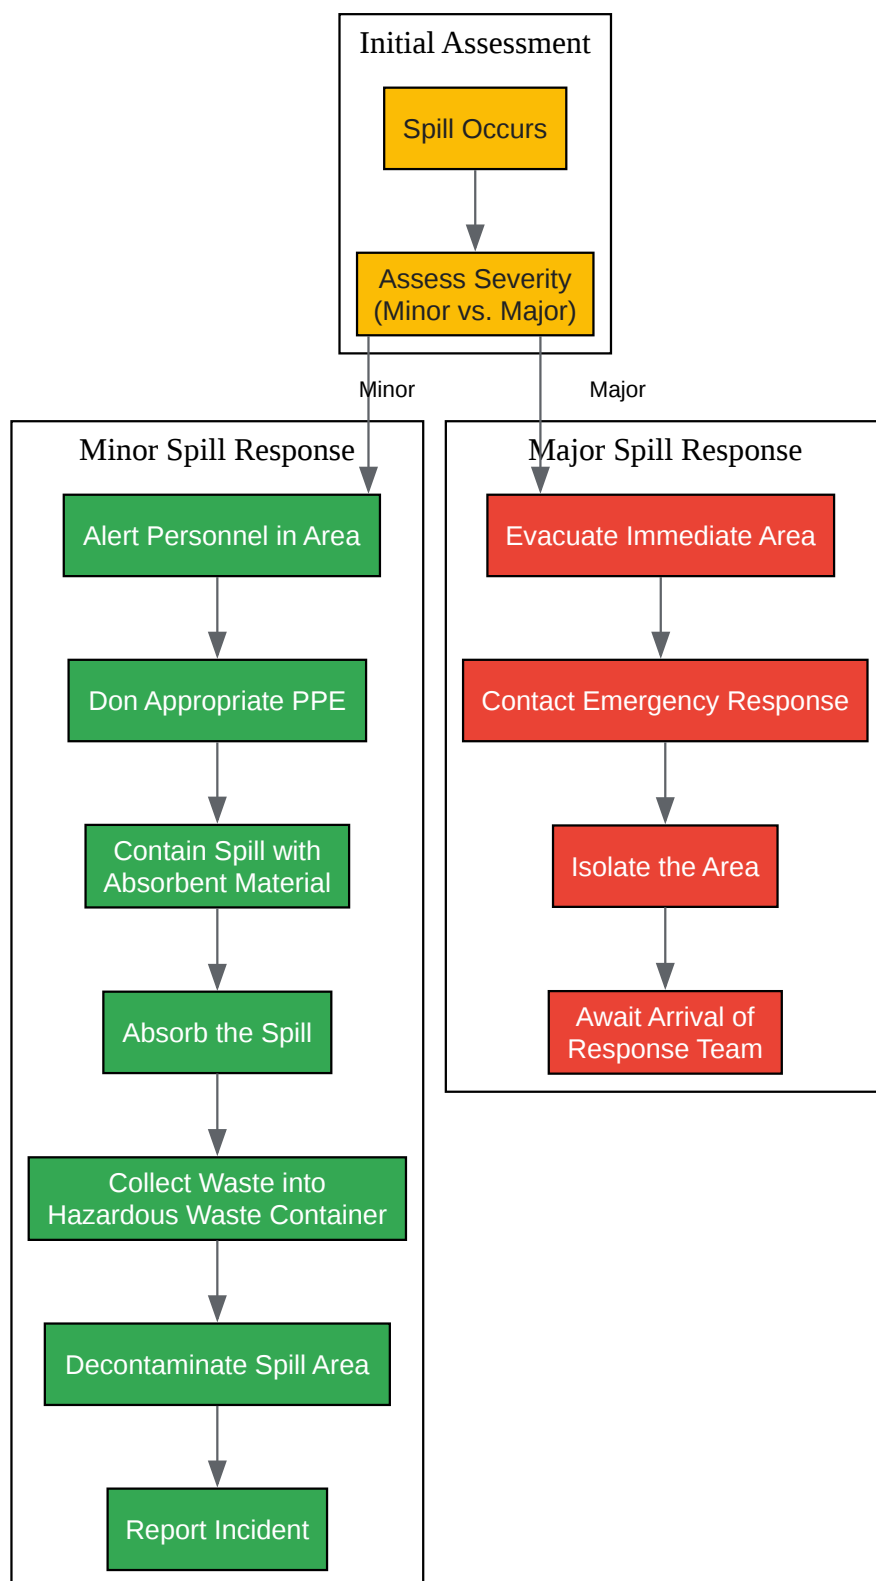 Initial Assessment
Spill Occurs
Assess Severity
(Minor vs. Major)
Minor
Major
Minor Spill Response
Alert Personnel in Area
Don Appropriate PPE
Contain Spill with
Absorbent Material
Absorb the Spill
Collect Waste into
Hazardous Waste Container
Decontaminate Spill Area
Report Incident
Major Spill Response
Evacuate Immediate Area
Contact Emergency Response
Isolate the Area
Await Arrival of
Response Team